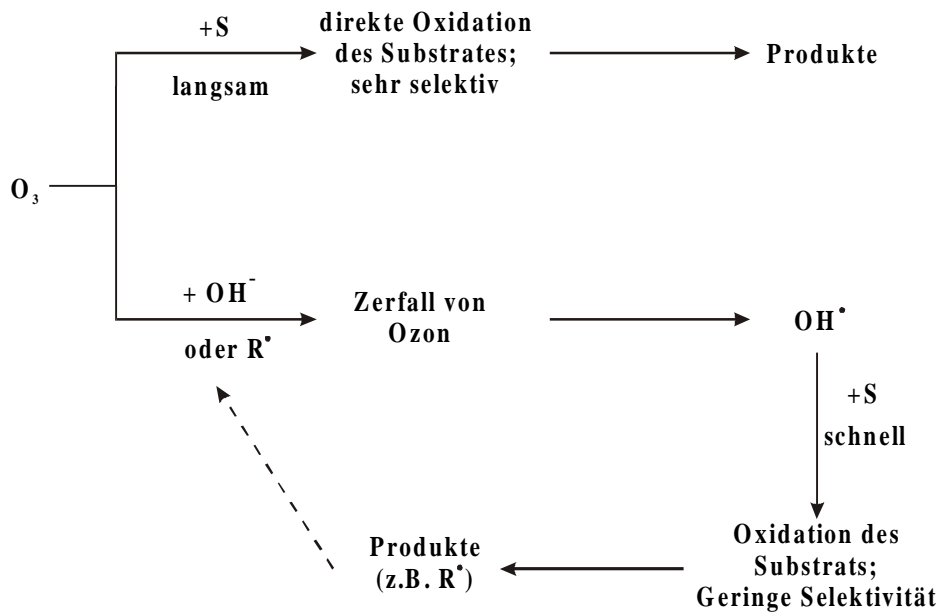 +S
direkte Oxidation
des Substrates;
sehr selektiv
Produkte
langsam
O₃
+ OH⁻
oder R•
Zerfall von
Ozon
OH•
+S
schnell
Oxidation des
Substrats;
Geringe Selektivität
Produkte
(z.B. R•)